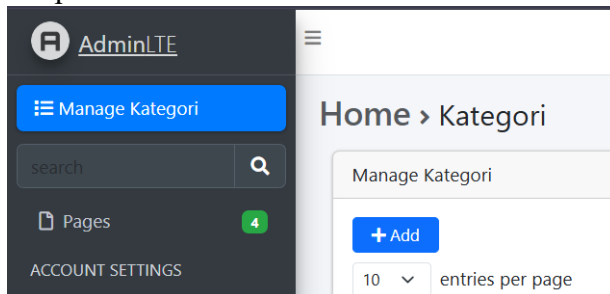 AdminLTE
Manage Kategori
search
Pages 4
ACCOUNT SETTINGS
Home › Kategori
Manage Kategori
+ Add
10 entries per page